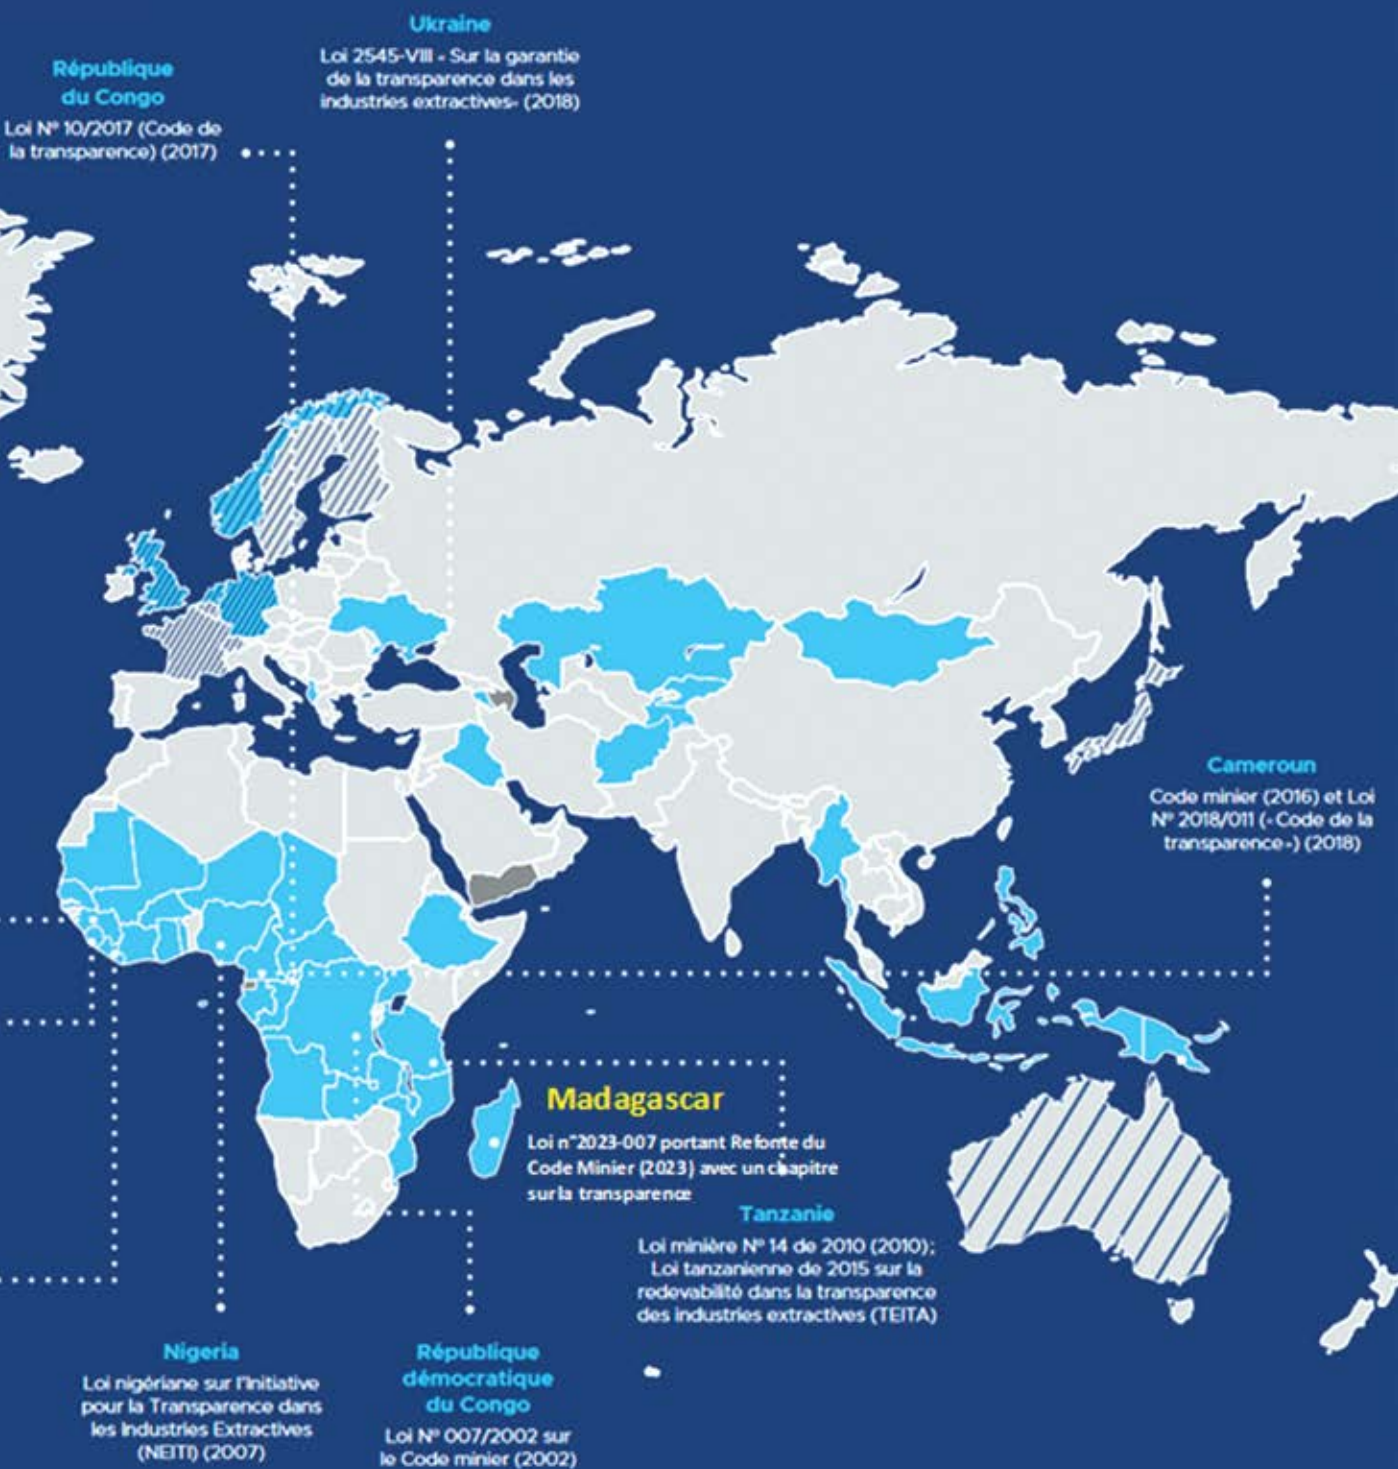 Ukraine
Loi 2545-VIII « Sur la garantie
de la transparence dans les
industries extractives» (2018)
République
du Congo
Loi Nº 10/2017 (Code de
la transparence) (2017)
Cameroun
Code minier (2016) et Loi
Nº 2018/011 («Code de la
transparence») (2018)
Madagascar
Loi n°2023-007 portant Refonte du
Code Minier (2023) avec un chapitre
sur la transparence
Tanzanie
Loi minière Nº 14 de 2010 (2010);
Loi tanzanienne de 2015 sur la
redevabilité dans la transparence
des industries extractives (TEITA)
Nigeria
Loi nigériane sur l'Initiative
pour la Transparence dans
les Industries Extractives
(NEITI) (2007)
République
démocratique
du Congo
Loi Nº 007/2002 sur
le Code minier (2002)